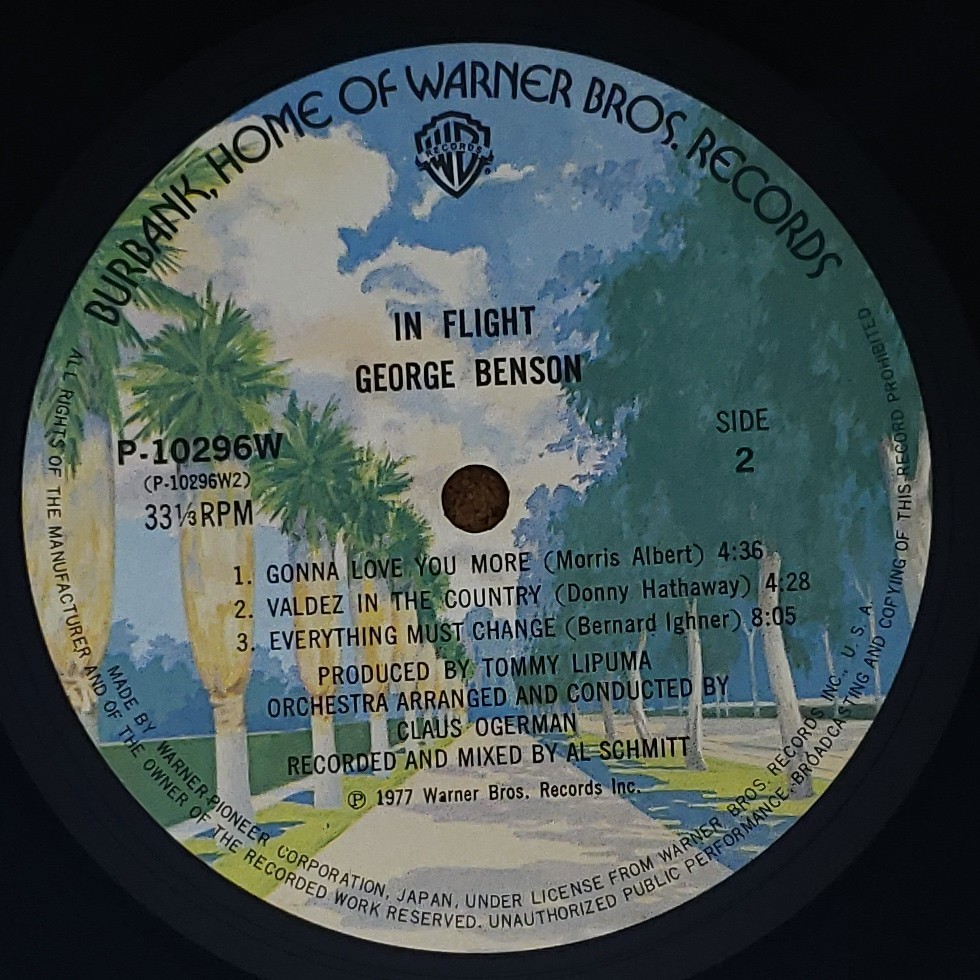 BURBANK, HOME OF WARNER BROS. RECORDS
RECORDS
IN FLIGHT
GEORGE BENSON
SIDE
2
P-10296W
(P-10296W2)
33 1/3 RPM
1. GONNA LOVE YOU MORE (Morris Albert) 4:36
2. VALDEZ IN THE COUNTRY (Donny Hathaway) 4:28
3. EVERYTHING MUST CHANGE (Bernard Ighner) 8:05
PRODUCED BY TOMMY LIPUMA
ORCHESTRA ARRANGED AND CONDUCTED BY
CLAUS OGERMAN
RECORDED AND MIXED BY AL SCHMITT
Ⓟ 1977 Warner Bros. Records Inc.
MADE BY WARNER-PIONEER CORPORATION, JAPAN, UNDER LICENSE FROM WARNER BROS. RECORDS INC., U. S. A.
ALL RIGHTS OF THE MANUFACTURER AND OF THE OWNER OF THE RECORDED WORK RESERVED. UNAUTHORIZED PUBLIC PERFORMANCE, BROADCASTING AND COPYING OF THIS RECORD PROHIBITED